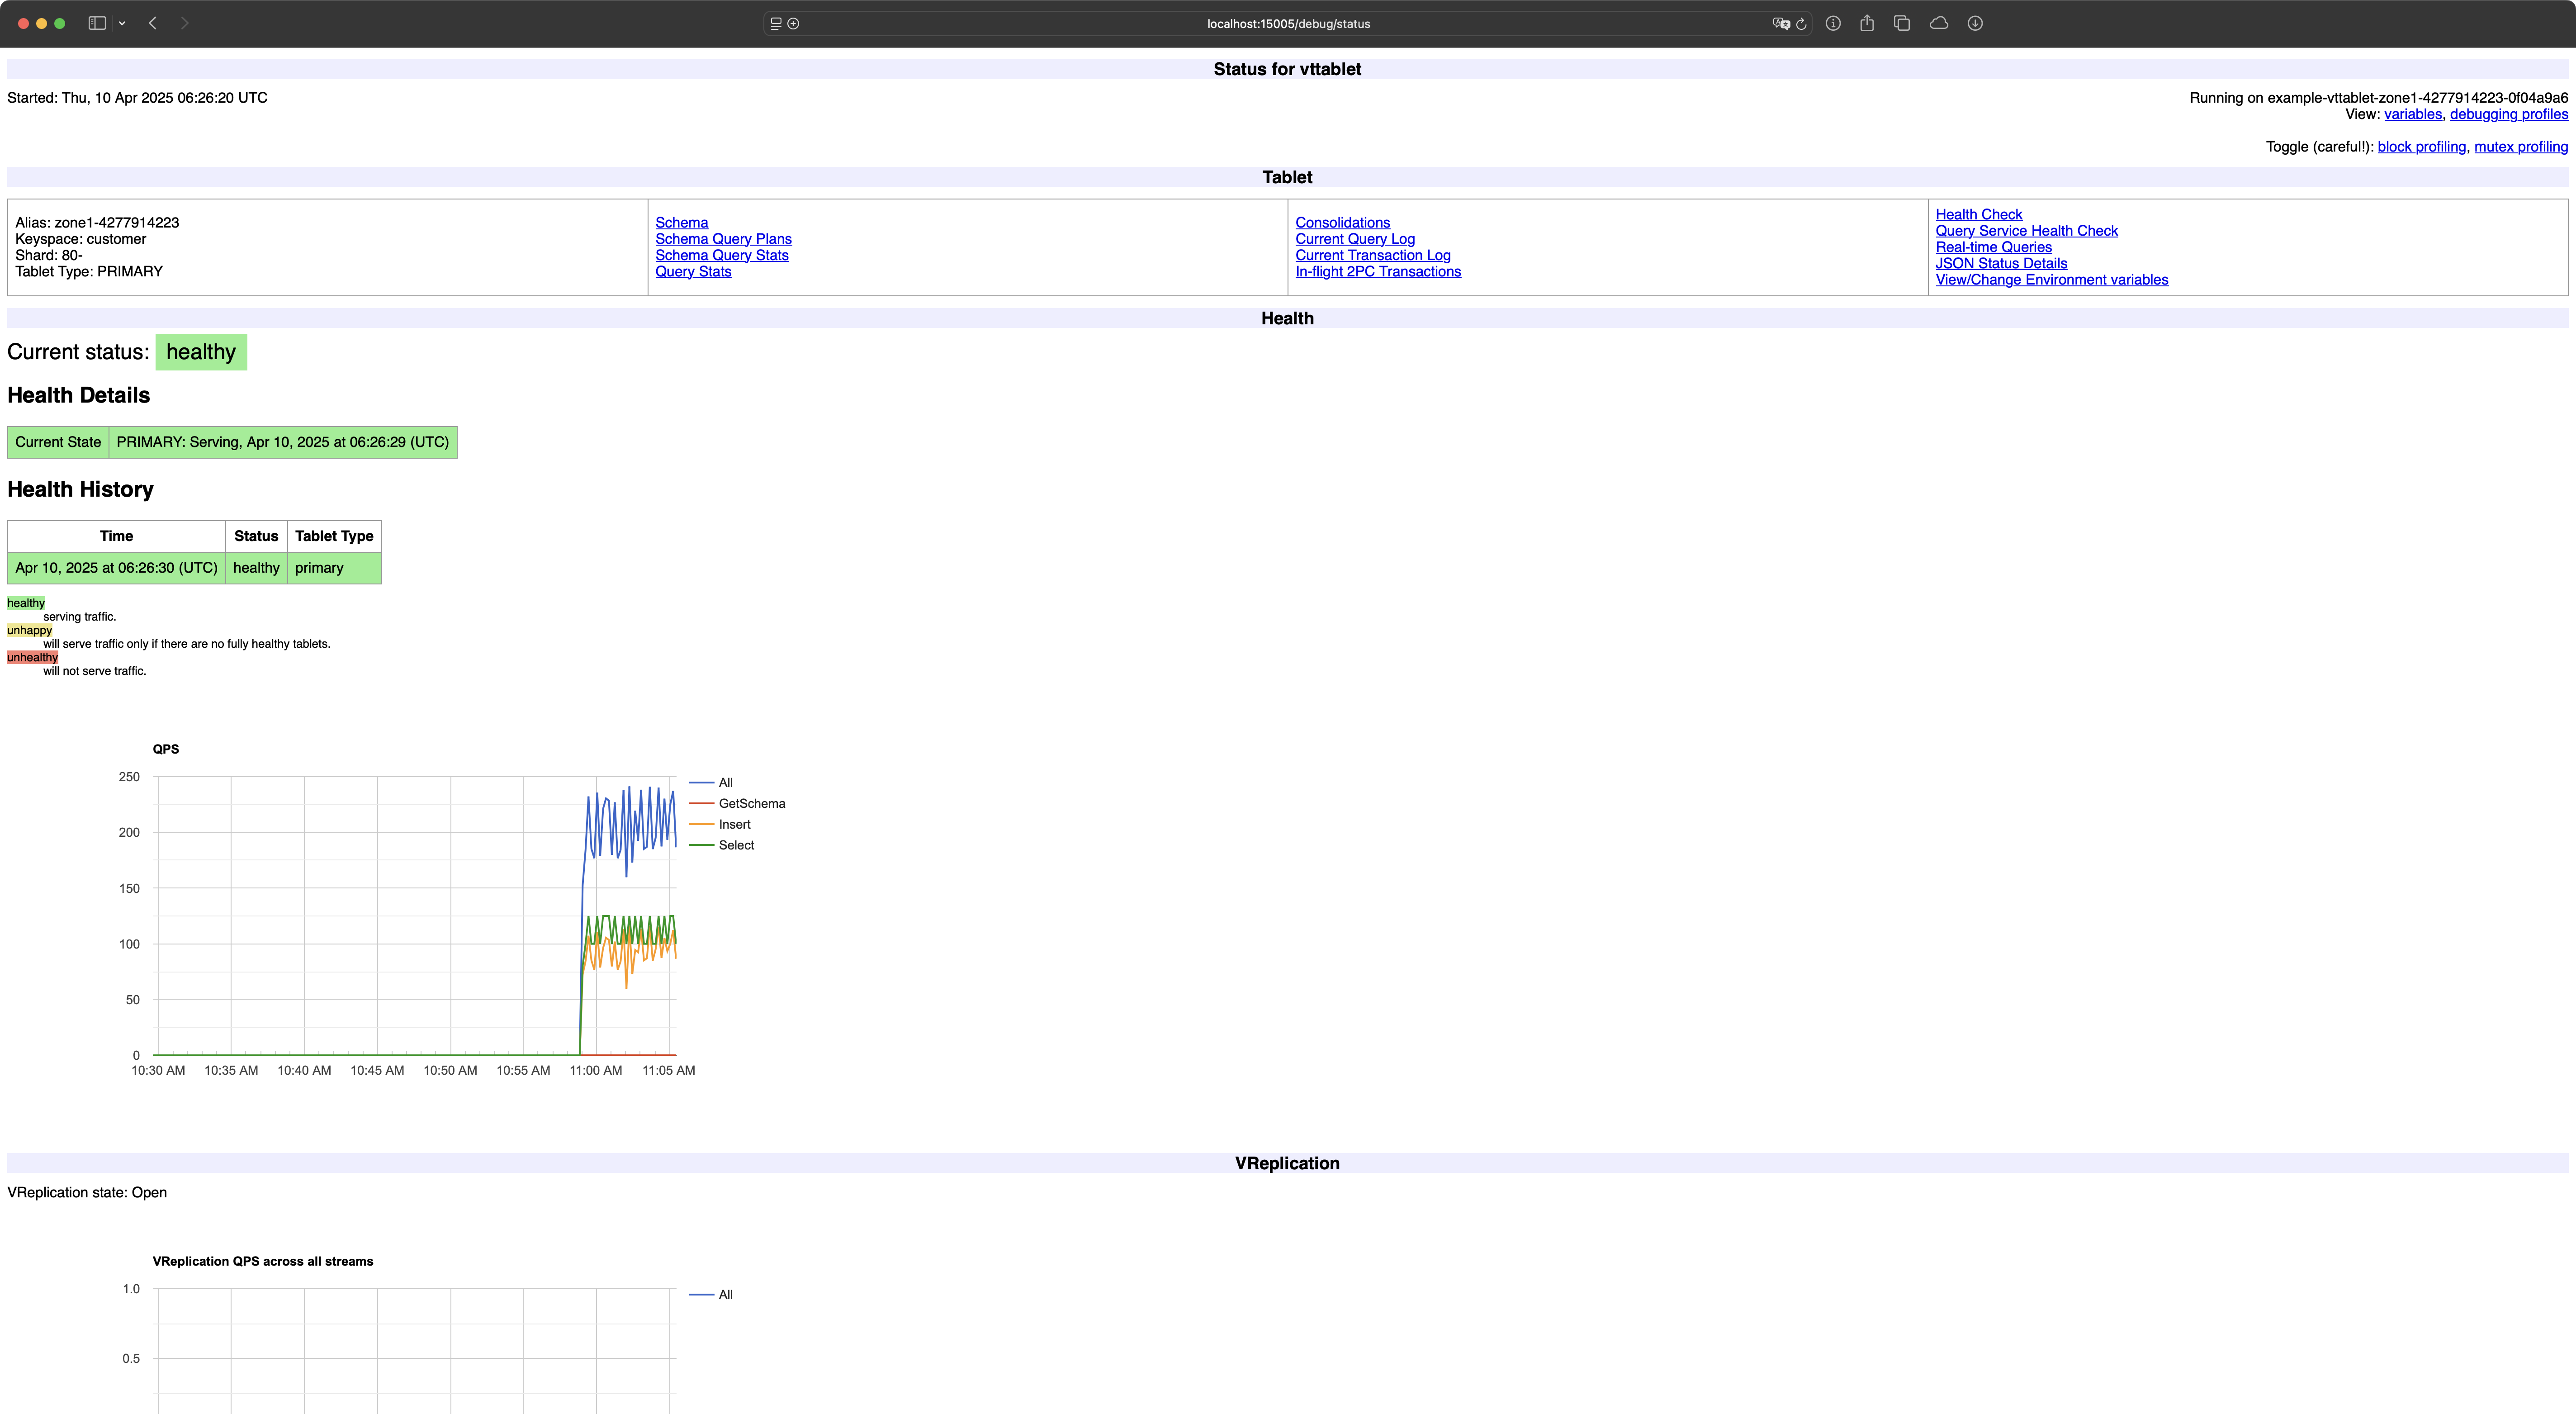 localhost:15005/debug/status
Status for vttablet
Started: Thu, 10 Apr 2025 06:26:20 UTC
Running on example-vttablet-zone1-4277914223-0f04a9a6
View: variables, debugging profiles
Toggle (careful!): block profiling, mutex profiling
Tablet
Alias: zone1-4277914223
Keyspace: customer
Shard: 80-
Tablet Type: PRIMARY
Schema
Schema Query Plans
Schema Query Stats
Query Stats
Consolidations
Current Query Log
Current Transaction Log
In-flight 2PC Transactions
Health Check
Query Service Health Check
Real-time Queries
JSON Status Details
View/Change Environment variables
Health
Current status: healthy
Health Details
Current State PRIMARY: Serving, Apr 10, 2025 at 06:26:29 (UTC)
Health History
Time Status Tablet Type
Apr 10, 2025 at 06:26:30 (UTC) healthy primary
healthy
serving traffic.
unhappy
will serve traffic only if there are no fully healthy tablets.
unhealthy
will not serve traffic.
QPS
250
200
150
100
50
0
10:30 AM 10:35 AM 10:40 AM 10:45 AM 10:50 AM 10:55 AM 11:00 AM 11:05 AM
All
GetSchema
Insert
Select
VReplication
VReplication state: Open
VReplication QPS across all streams
1.0
0.5
All